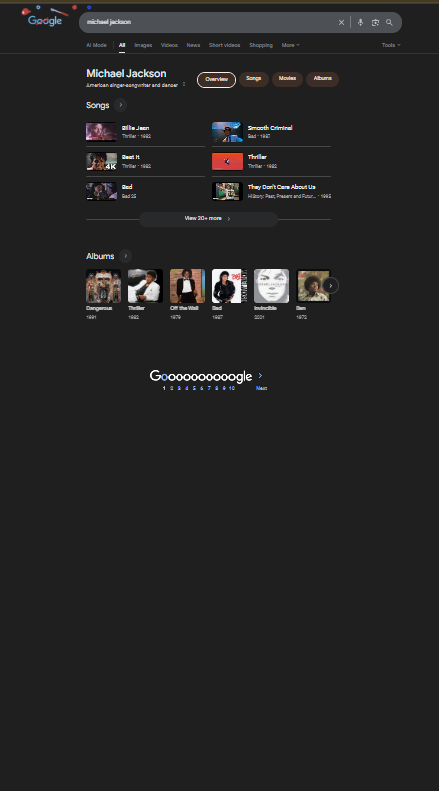 Google
michael jackson
AI Mode All Images Videos News Short videos Shopping More Tools
Michael Jackson
American singer-songwriter and dancer
Overview Songs Movies Albums
Songs
Billie Jean
Thriller · 1982
Smooth Criminal
Bad · 1987
Beat It
Thriller · 1982
4K
Thriller
Thriller · 1982
Bad
Bad 25
They Don't Care About Us
HIStory: Past, Present and Futur... · 1995
View 20+ more
Albums
Dangerous
1991
Thriller
1982
Off the Wall
1979
Bad
1987
Invincible
2001
Ben
1972
Goooooooooogle
1 2 3 4 5 6 7 8 9 10 Next